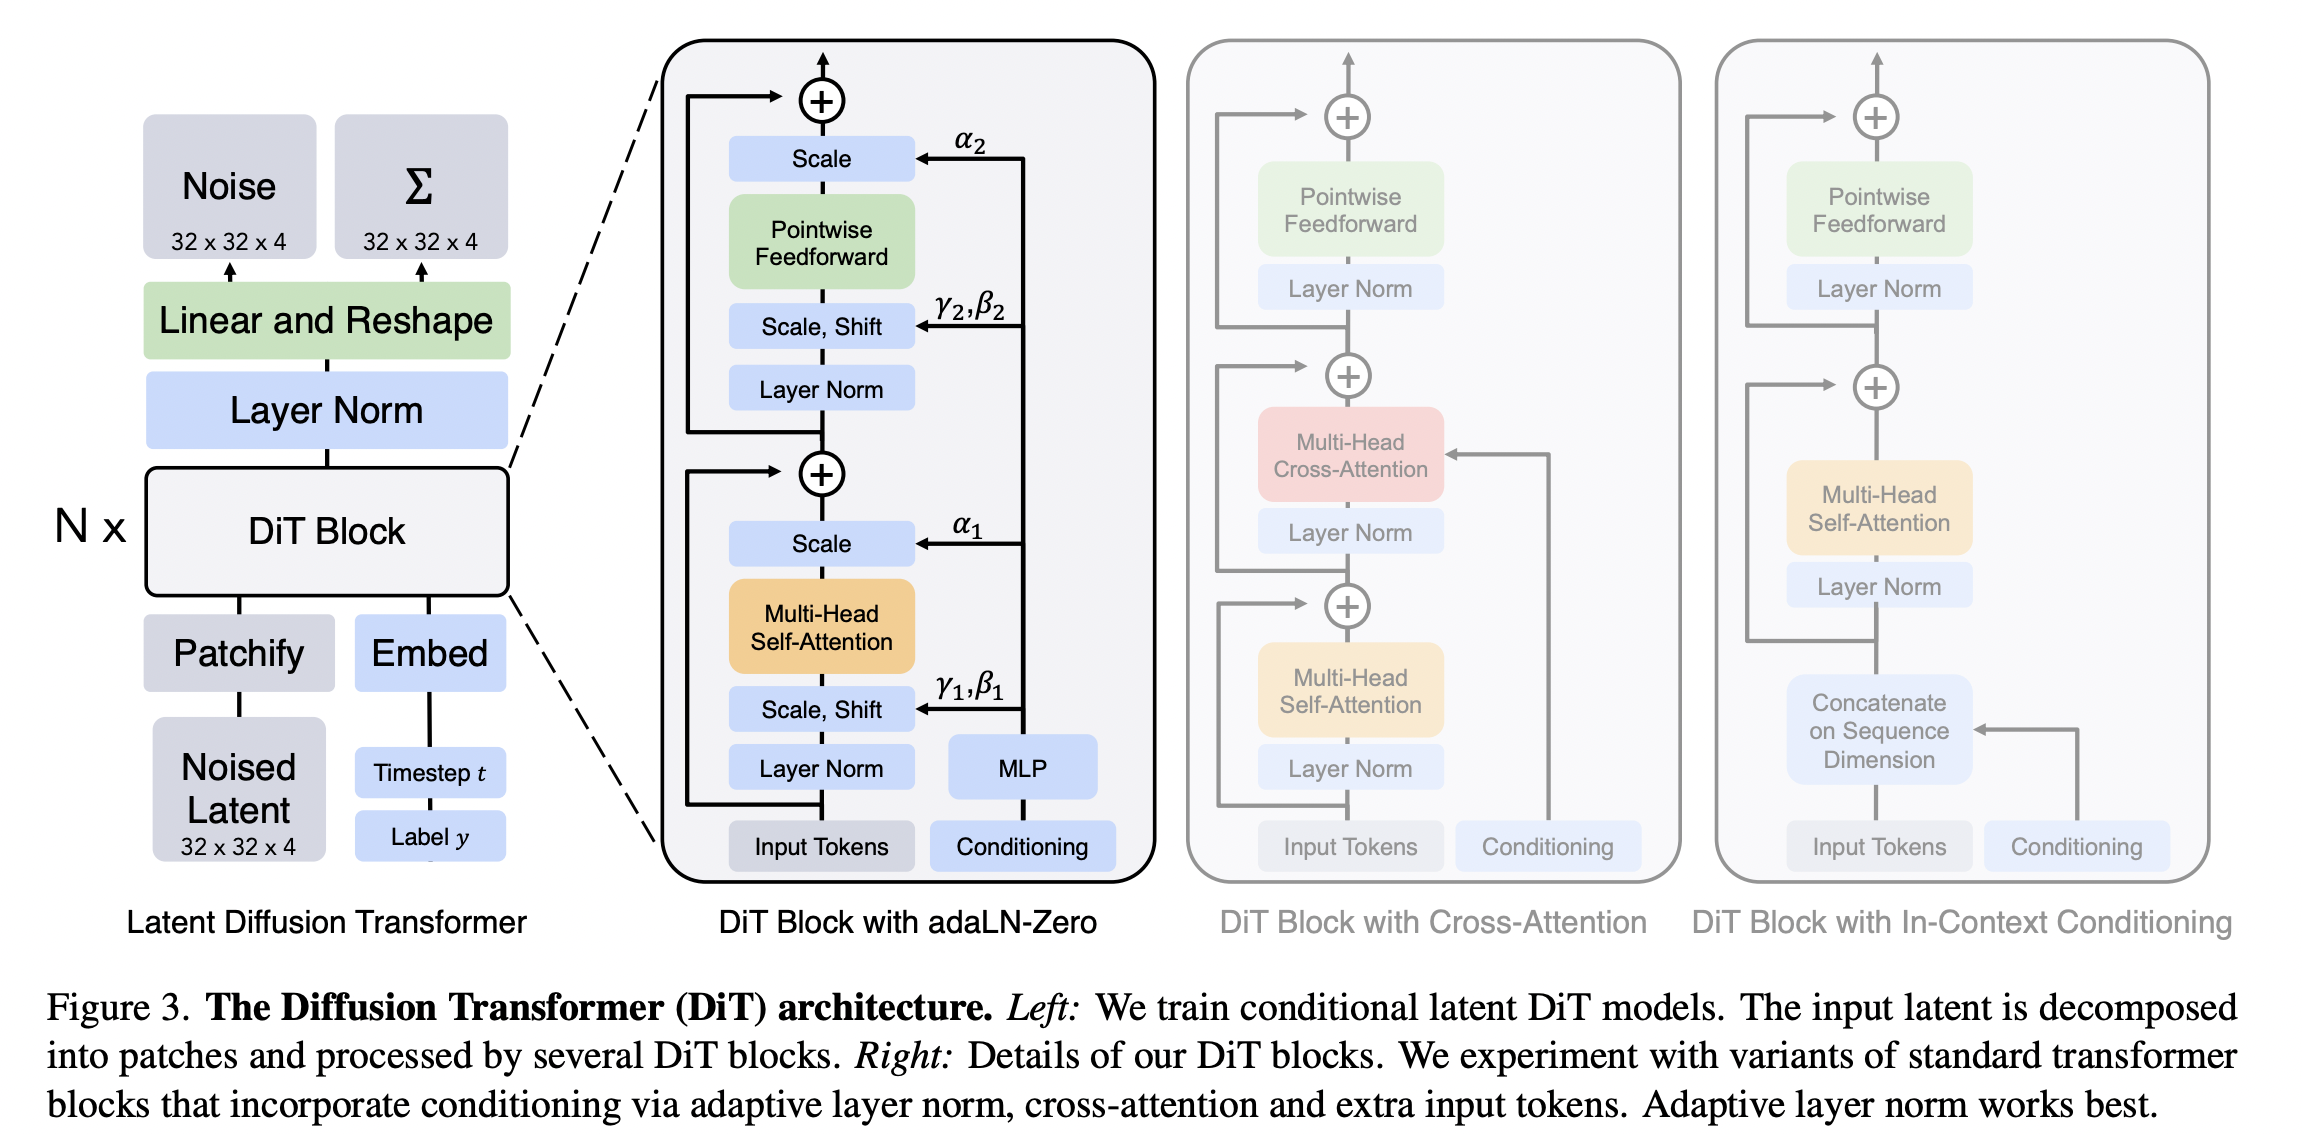 Noise
32 x 32 x 4
Σ
32 x 32 x 4
Linear and Reshape
Layer Norm
N x
DiT Block
Patchify
Embed
Noised
Latent
32 x 32 x 4
Timestep t
Label y
Latent Diffusion Transformer
+
α₂
Scale
Pointwise
Feedforward
γ₂,β₂
Scale, Shift
Layer Norm
+
α₁
Scale
Multi-Head
Self-Attention
γ₁,β₁
Scale, Shift
Layer Norm
MLP
Input Tokens
Conditioning
DiT Block with adaLN-Zero
+
Pointwise
Feedforward
Layer Norm
+
Multi-Head
Cross-Attention
Layer Norm
+
Multi-Head
Self-Attention
Layer Norm
Input Tokens
Conditioning
DiT Block with Cross-Attention
+
Pointwise
Feedforward
Layer Norm
+
Multi-Head
Self-Attention
Layer Norm
Concatenate
on Sequence
Dimension
Input Tokens
Conditioning
DiT Block with In-Context Conditioning
Figure 3. The Diffusion Transformer (DiT) architecture. Left: We train conditional latent DiT models. The input latent is decomposed
into patches and processed by several DiT blocks. Right: Details of our DiT blocks. We experiment with variants of standard transformer
blocks that incorporate conditioning via adaptive layer norm, cross-attention and extra input tokens. Adaptive layer norm works best.